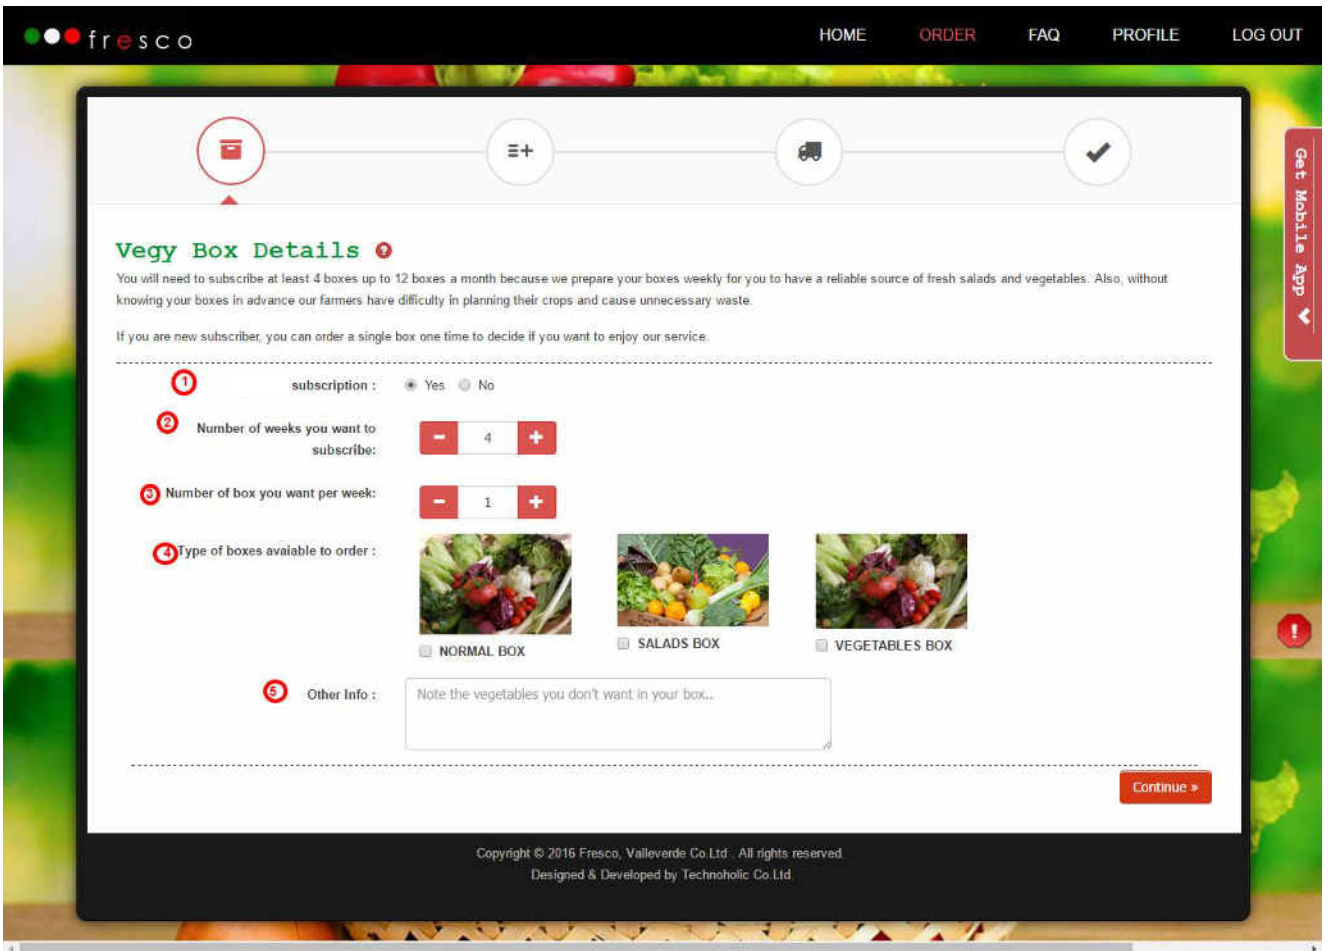 fresco
HOME ORDER FAQ PROFILE LOG OUT
Get Mobile App
Vegy Box Details ?
You will need to subscribe at least 4 boxes up to 12 boxes a month because we prepare your boxes weekly for you to have a reliable source of fresh salads and vegetables. Also, without
knowing your boxes in advance our farmers have difficulty in planning their crops and cause unnecessary waste.
If you are new subscriber, you can order a single box one time to decide if you want to enjoy our service.
1 subscription : Yes No
2 Number of weeks you want to
subscribe:
- 4 +
3 Number of box you want per week: - 1 +
4 Type of boxes avaiable to order :
NORMAL BOX SALADS BOX VEGETABLES BOX
5 Other Info : Note the vegetables you don't want in your box..
Continue »
Copyright © 2016 Fresco, Valleverde Co.Ltd . All rights reserved.
Designed & Developed by Technoholic Co.Ltd.